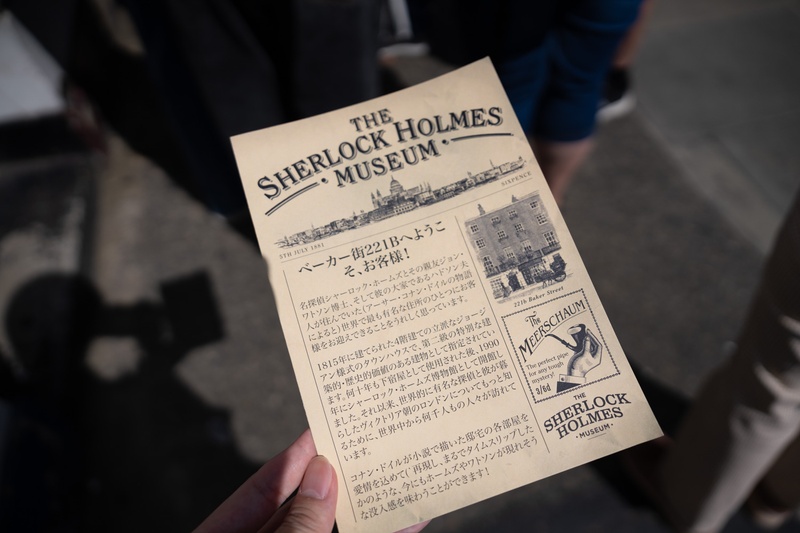 THE
SHERLOCK HOLMES
· MUSEUM ·
SIXPENCE
5TH JULY 1891
ベーカー街221Bへようこ
そ、お客様！
名探偵シャーロック・ホームズとその親友ジョン・
ワトソン博士、そして彼の大家であるハドソン夫
人が住んでいた(アーサー・コナン・ドイルの物語
によると)世界で最も有名な住所のひとつにお客
様をお迎えできることをうれしく思っています。
1815年に建てられた4階建ての立派なジョージ
アン様式のタウンハウスで、第二級の特別な建
築的・歴史的価値のある建物として指定されてい
ます。何十年も下宿屋として使用された後、1990
年にシャーロック・ホームズ博物館として開館し
ました。それ以来、世界的に有名な探偵と彼が暮
らしたヴィクトリア朝のロンドンについてもっと知
るために、世界中から何千人もの人々が訪れて
います。
コナン・ドイルが小説で描いた邸宅の各部屋を
愛情を込めて(再現し、まるでタイムスリップした
かのような、今にもホームズやワトソンが現れそう
な没入感を味わうことができます！
221b Baker Street
The
MEERSCHAUM
The perfect pipe
for any tough
mystery!
3/6d
THE
SHERLOCK
HOLMES
· MUSEUM ·